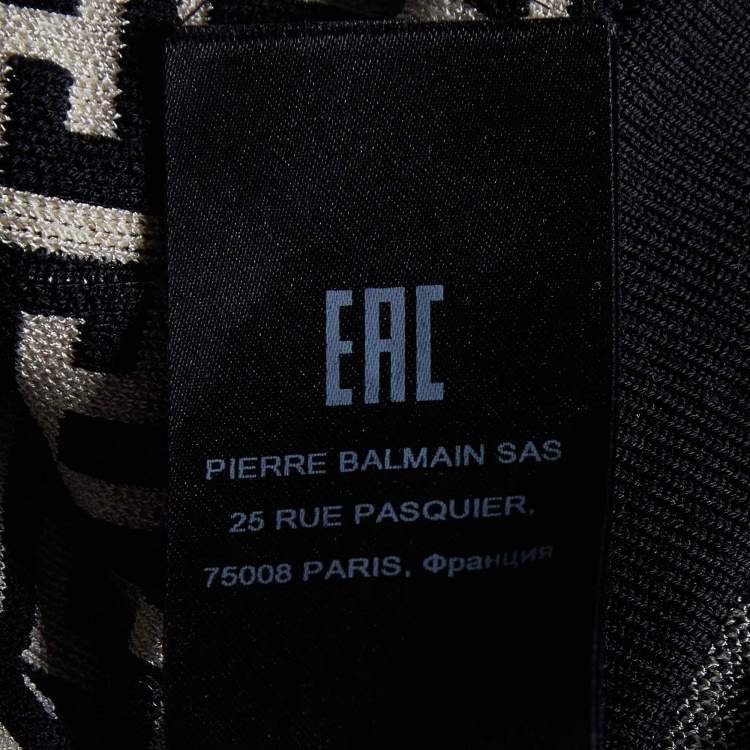 EAC
PIERRE BALMAIN SAS
25 RUE PASQUIER,
75008 PARIS, Франция